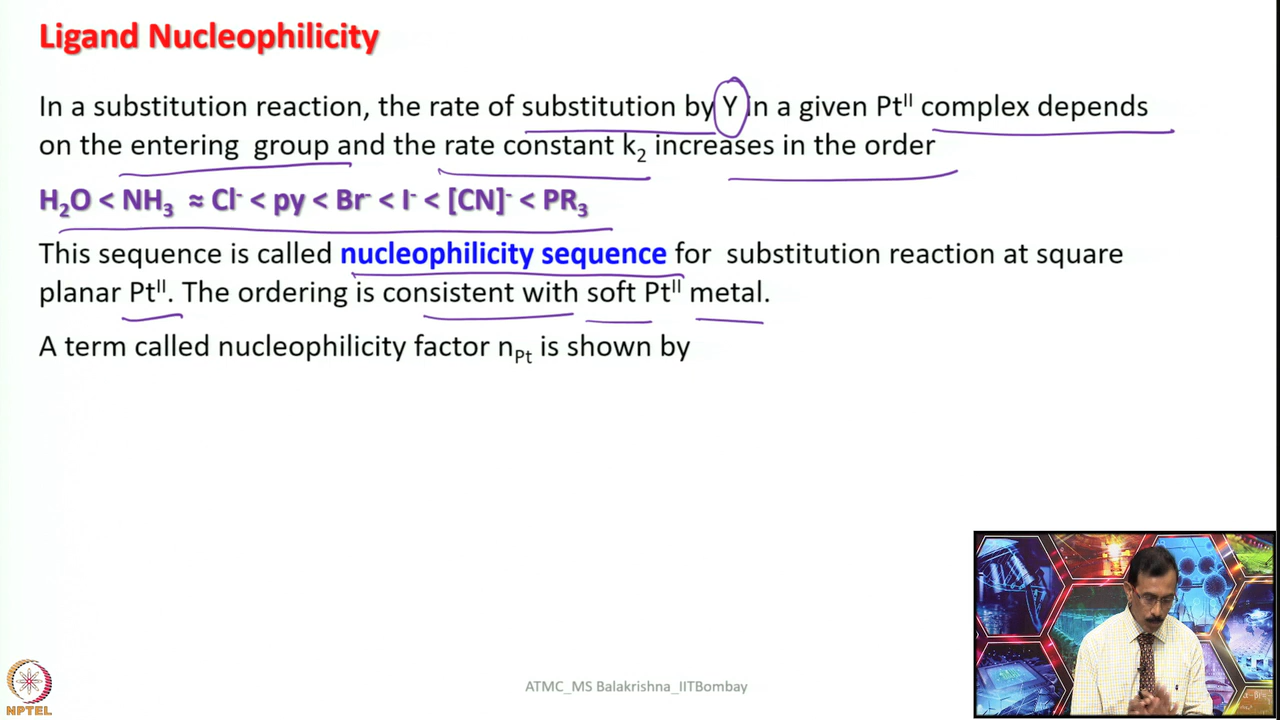 Ligand Nucleophilicity
In a substitution reaction, the rate of substitution by Y in a given Ptᴵᴵ complex depends
on the entering group and the rate constant k₂ increases in the order
H₂O < NH₃ ≈ Cl⁻ < py < Br⁻ < I⁻ < [CN]⁻ < PR₃
This sequence is called nucleophilicity sequence for substitution reaction at square
planar Ptᴵᴵ. The ordering is consistent with soft Ptᴵᴵ metal.
A term called nucleophilicity factor nPt is shown by
ATMC_MS Balakrishna_IITBombay
NPTEL